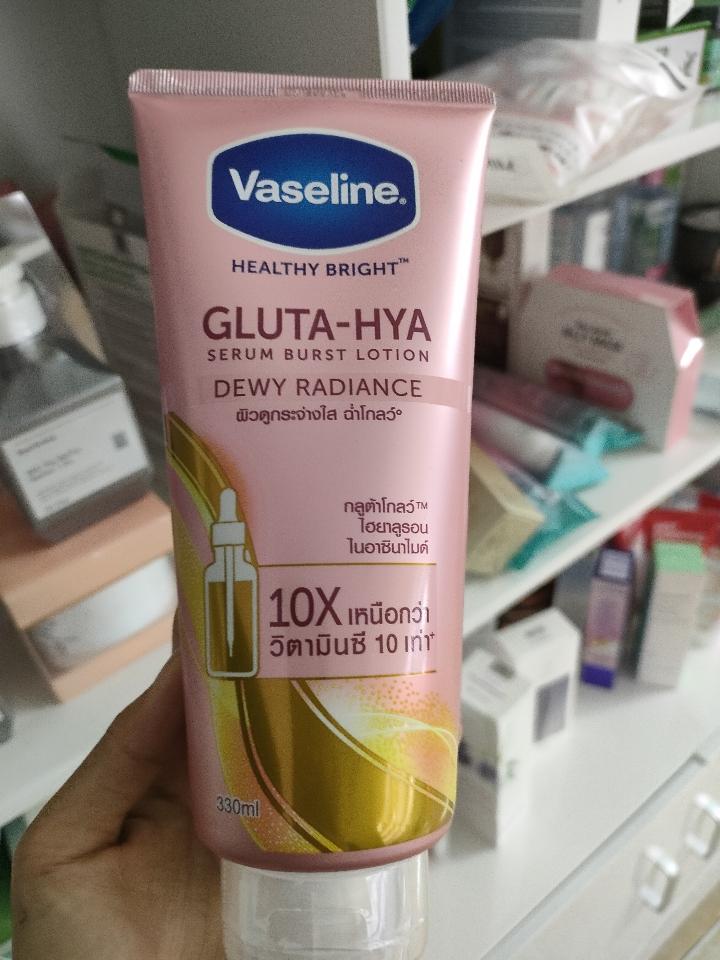 Vaseline®
HEALTHY BRIGHT™
GLUTA-HYA
SERUM BURST LOTION
DEWY RADIANCE
ผิวดูกระจ่างใส ฉ่ำโกลว์°
กลูต้าโกลว์™
ไฮยาลูรอน
ไนอาซินาไมด์
10X เหนือกว่า
วิตามินซี 10 เท่า⁺
330ml